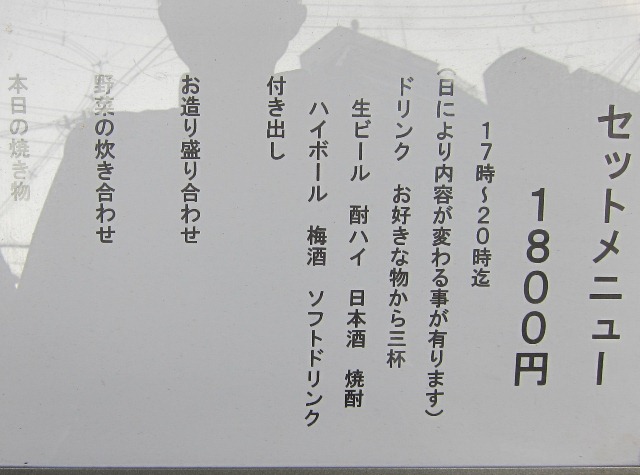 セットメニュー
1800円
17時～20時迄
(日により内容が変わる事が有ります)
ドリンク　お好きな物から三杯
生ビール　酎ハイ　日本酒　焼酎
ハイボール　梅酒　ソフトドリンク
付き出し
お造り盛り合わせ
野菜の炊き合わせ
本日の焼き物